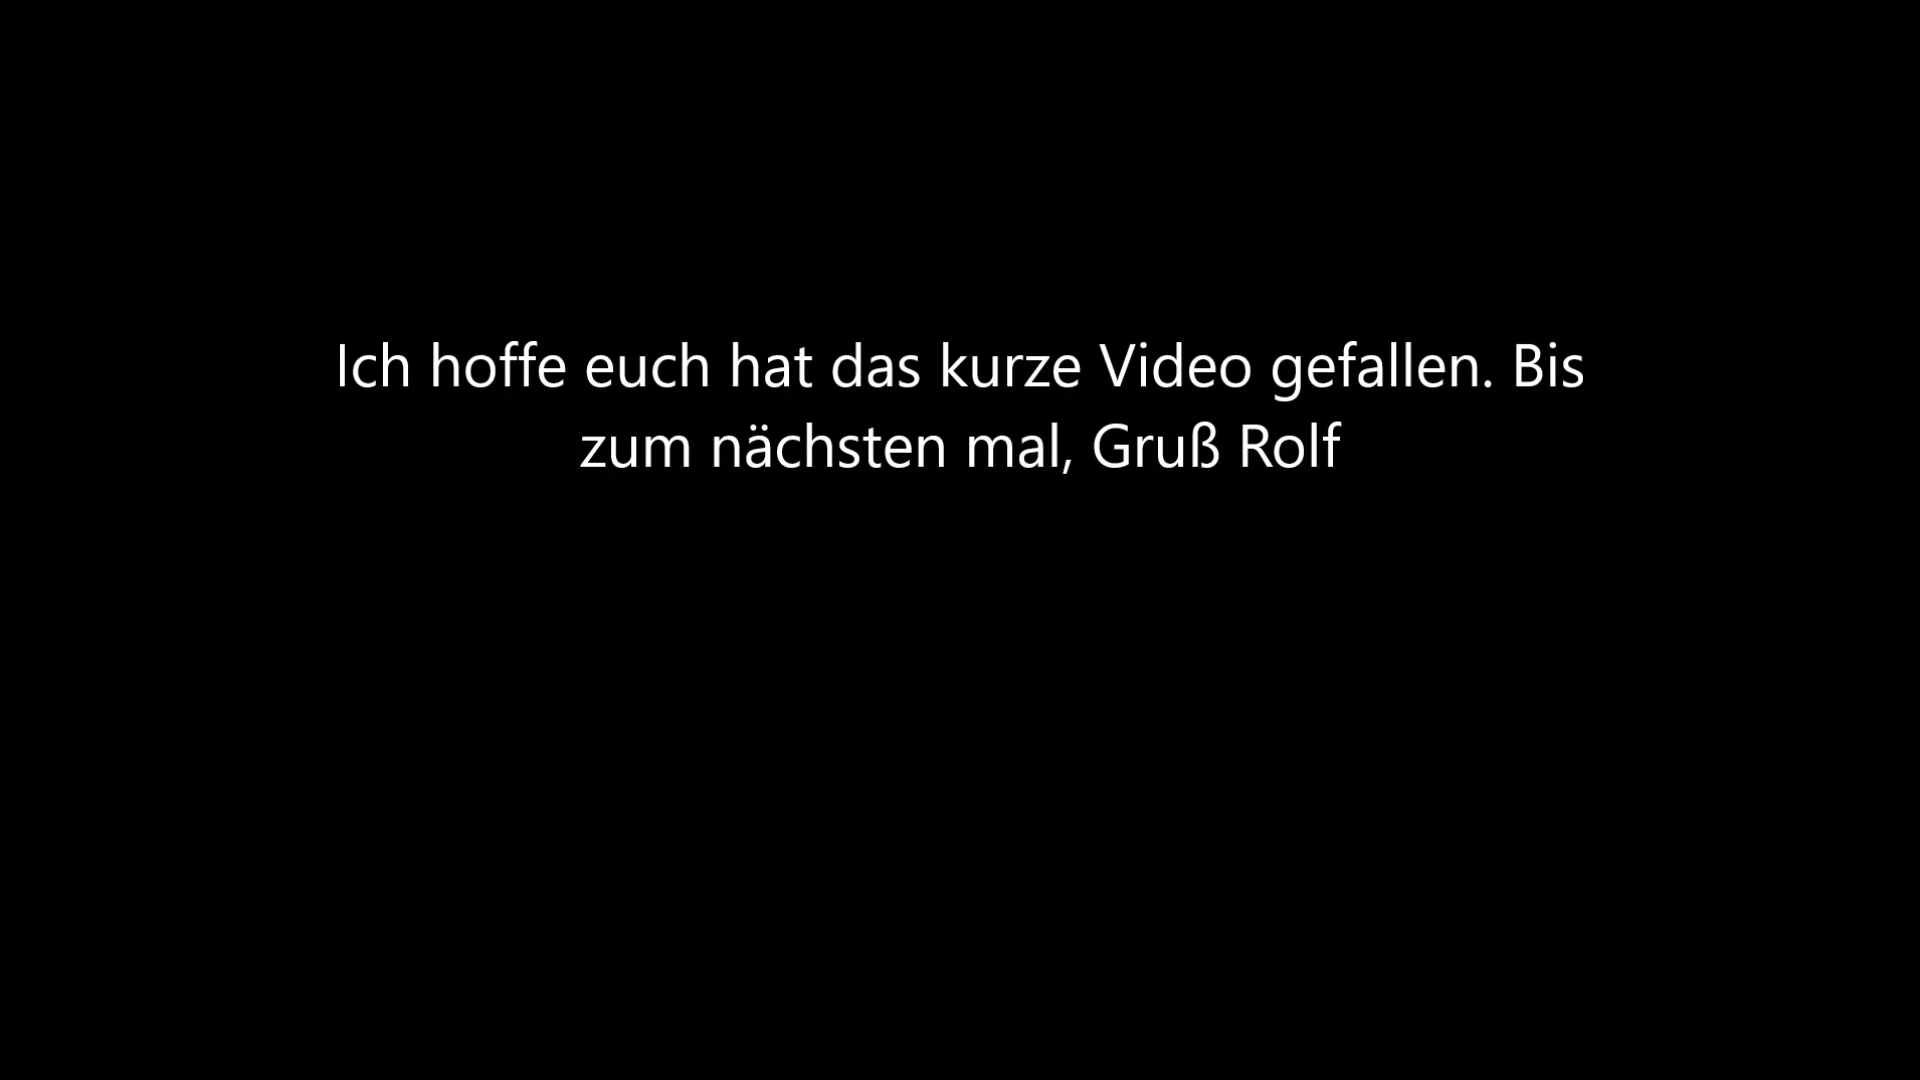 Ich hoffe euch hat das kurze Video gefallen. Bis
zum nächsten mal, Gruß Rolf